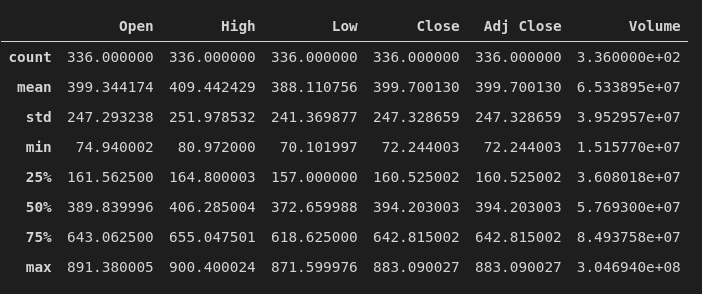 Open High Low Close Adj Close Volume
count 336.000000 336.000000 336.000000 336.000000 336.000000 3.360000e+02
mean 399.344174 409.442429 388.110756 399.700130 399.700130 6.533895e+07
std 247.293238 251.978532 241.369877 247.328659 247.328659 3.952957e+07
min 74.940002 80.972000 70.101997 72.244003 72.244003 1.515770e+07
25% 161.562500 164.800003 157.000000 160.525002 160.525002 3.608018e+07
50% 389.839996 406.285004 372.659988 394.203003 394.203003 5.769300e+07
75% 643.062500 655.047501 618.625000 642.815002 642.815002 8.493758e+07
max 891.380005 900.400024 871.599976 883.090027 883.090027 3.046940e+08